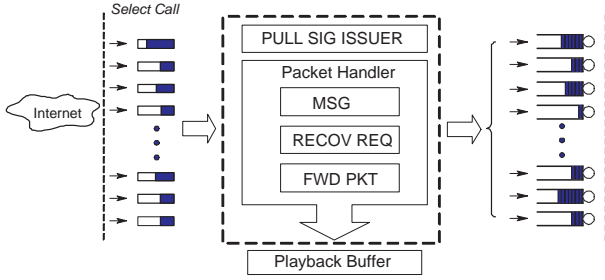 Select Call
PULL SIG ISSUER
Packet Handler
MSG
Internet
RECOV REQ
FWD PKT
Playback Buffer